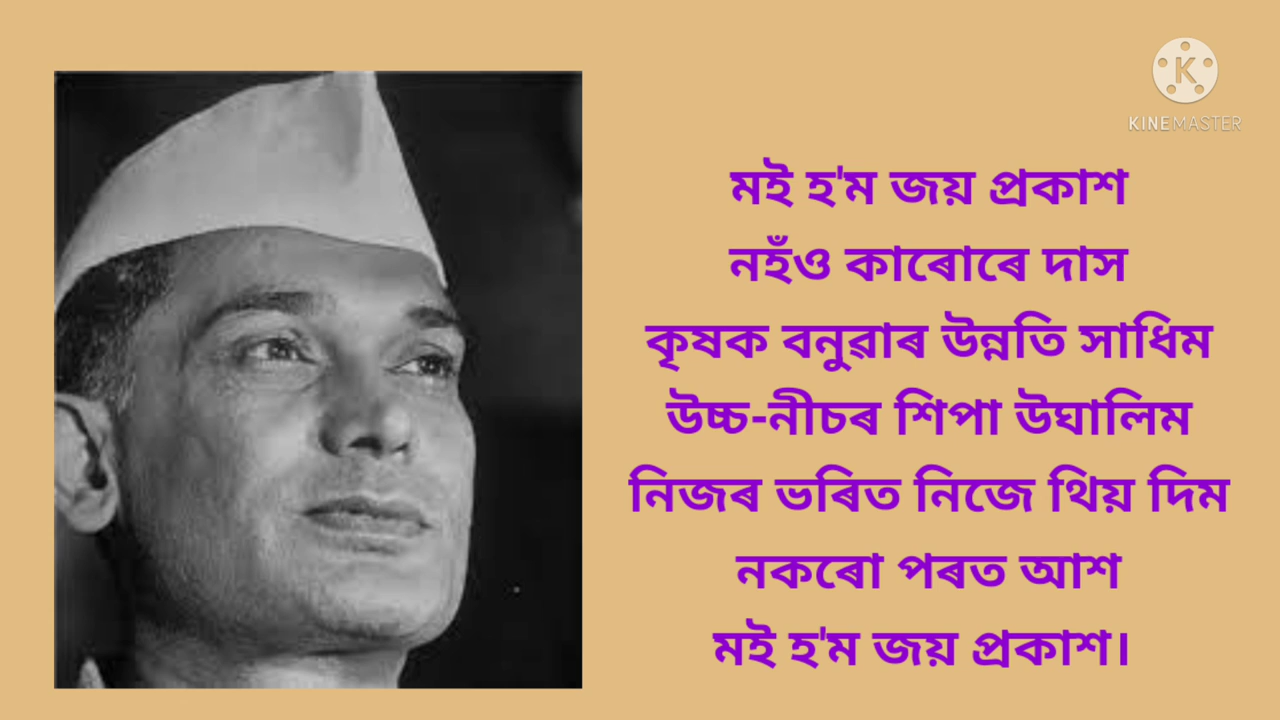 KINEMASTER
মই হ'ম জয় প্ৰকাশ
নহঁও কাৰোৰে দাস
কৃষক বনুৱাৰ উন্নতি সাধিম
উচ্চ-নীচৰ শিপা উঘালিম
নিজৰ ভৰিত নিজে থিয় দিম
নকৰো পৰত আশ
মই হ'ম জয় প্ৰকাশ।